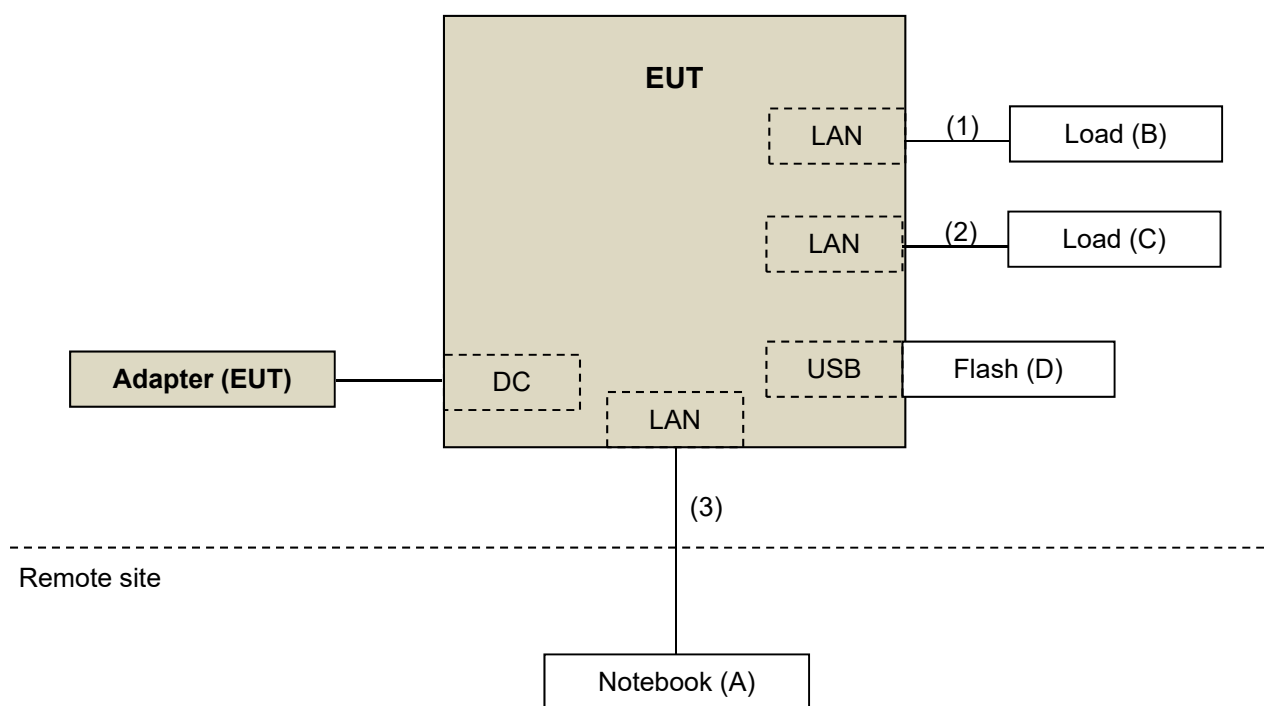 EUT
LAN
(1)
Load (B)
LAN
(2)
Load (C)
Adapter (EUT)
DC
USB
Flash (D)
LAN
(3)
Remote site
Notebook (A)